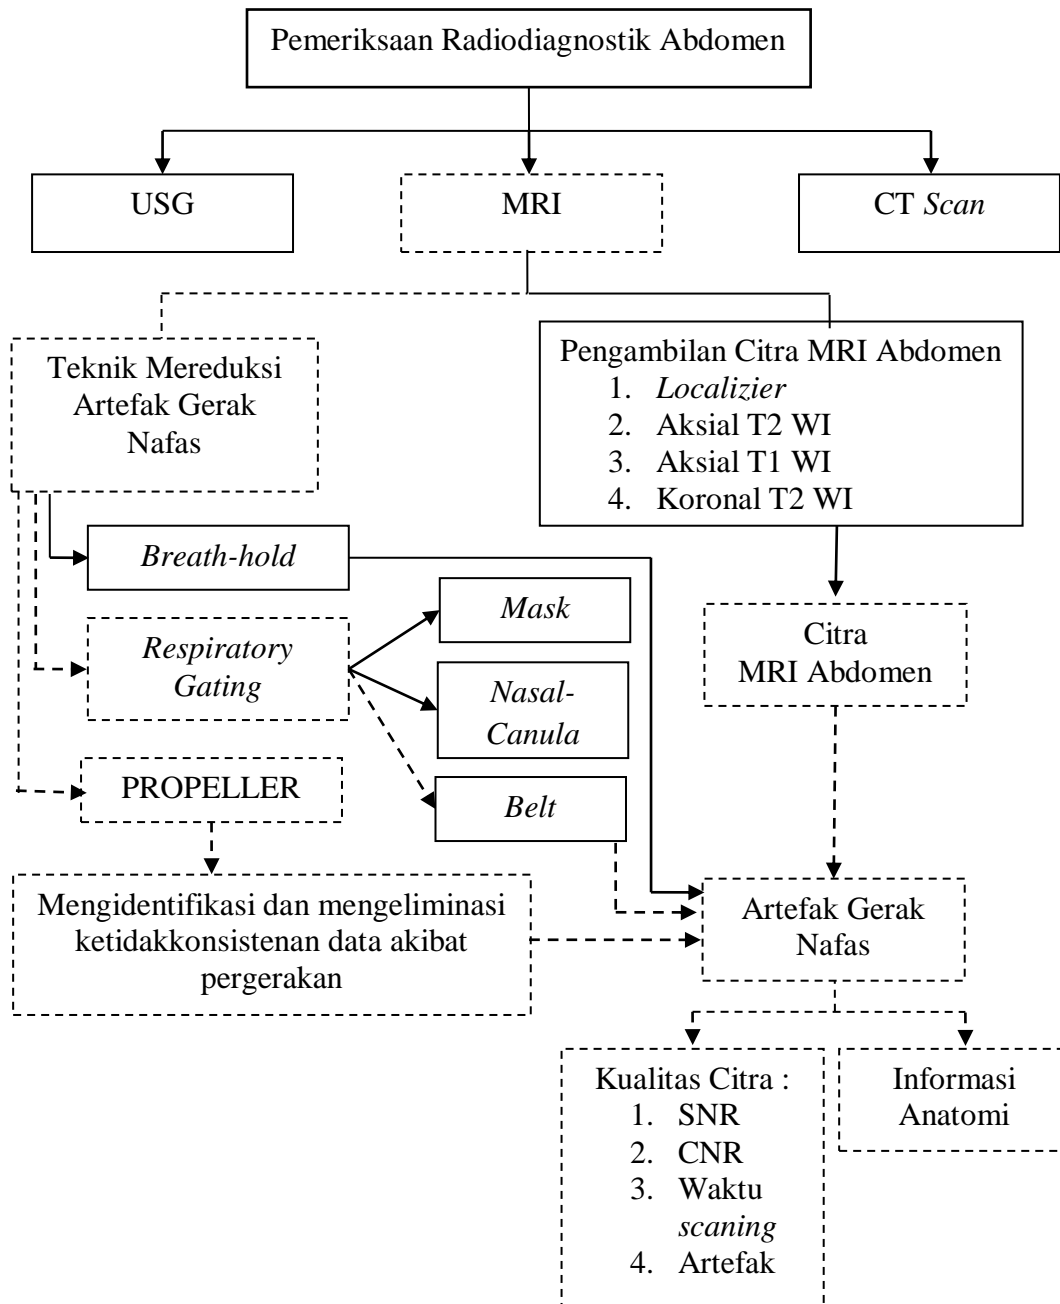 Pemeriksaan Radiodiagnostik Abdomen
USG
MRI
CT Scan
Teknik Mereduksi
Artefak Gerak
Nafas
Pengambilan Citra MRI Abdomen
1. Localizier
2. Aksial T2 WI
3. Aksial T1 WI
4. Koronal T2 WI
Breath-hold
Respiratory
Gating
PROPELLER
Mask
Nasal-
Canula
Belt
Citra
MRI Abdomen
Mengidentifikasi dan mengeliminasi
ketidakkonsistenan data akibat
pergerakan
Artefak Gerak
Nafas
Kualitas Citra :
1. SNR
2. CNR
3. Waktu
scaning
4. Artefak
Informasi
Anatomi